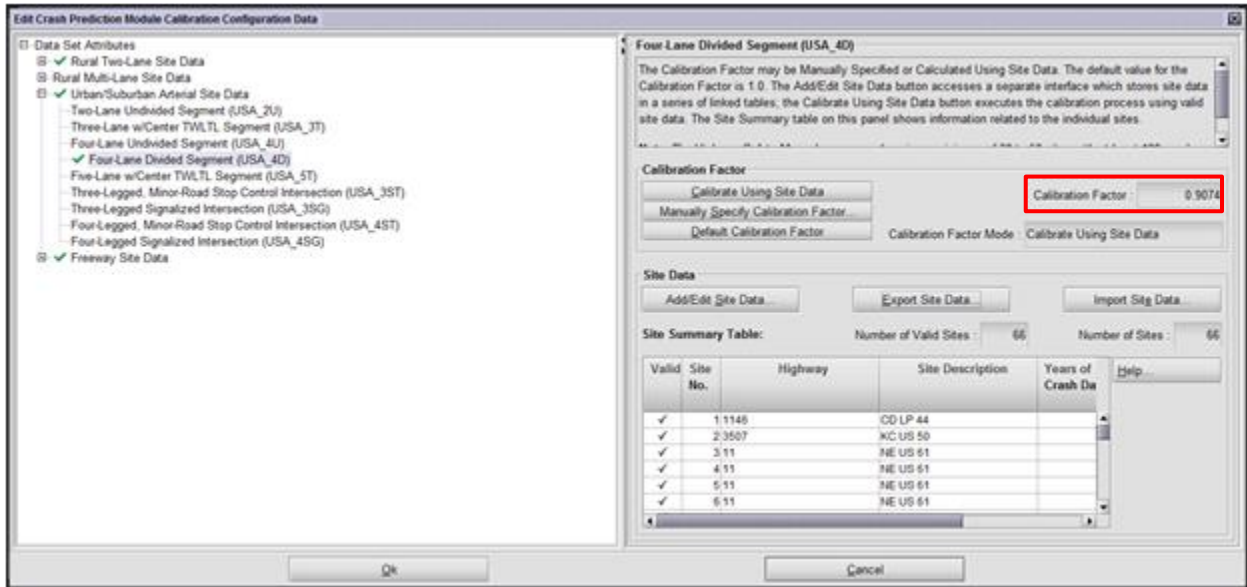 Edit Crash Prediction Module Calibration Configuration Data
Data Set Attributes
Rural Two-Lane Site Data
Rural Multi-Lane Site Data
Urban/Suburban Arterial Site Data
Two-Lane Undivided Segment (USA_2U)
Three-Lane w/Center TWLTL Segment (USA_3T)
Four-Lane Undivided Segment (USA_4U)
Four-Lane Divided Segment (USA_4D)
Five-Lane w/Center TWLTL Segment (USA_5T)
Three-Legged, Minor-Road Stop Control Intersection (USA_3ST)
Three-Legged Signalized Intersection (USA_3SG)
Four-Legged, Minor-Road Stop Control Intersection (USA_4ST)
Four-Legged Signalized Intersection (USA_4SG)
Freeway Site Data
Four-Lane Divided Segment (USA_4D)
The Calibration Factor may be Manually Specified or Calculated Using Site Data. The default value for the
Calibration Factor is 1.0. The Add/Edit Site Data button accesses a separate interface which stores site data
in a series of linked tables; the Calibrate Using Site Data button executes the calibration process using valid
site data. The Site Summary table on this panel shows information related to the individual sites.
Calibration Factor
Calibrate Using Site Data
Calibration Factor : 0.9074
Manually Specify Calibration Factor...
Default Calibration Factor
Calibration Factor Mode : Calibrate Using Site Data
Site Data
Add/Edit Site Data... Export Site Data... Import Site Data...
Site Summary Table: Number of Valid Sites : 66 Number of Sites : 66
Valid Site No. Highway Site Description Years of Crash Da
Help...
✓ 1 1146 CD LP 44
✓ 2 3507 KC US 50
✓ 3 11 NE US 61
✓ 4 11 NE US 61
✓ 5 11 NE US 61
✓ 6 11 NE US 61
Ok Cancel